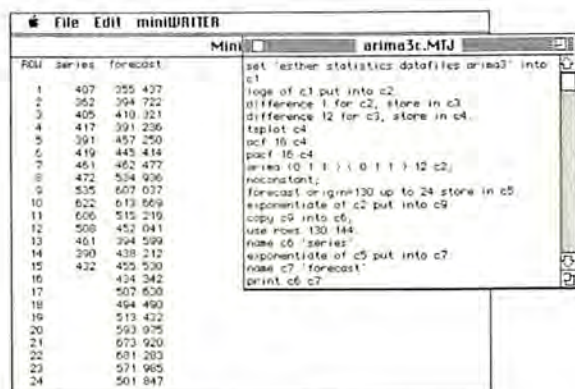 File Edit miniWRITER
Mini
ROW series forecast
1 407 355.437
2 362 394.722
3 405 410.321
4 417 391.236
5 391 457.250
6 419 445.414
7 461 462.477
8 472 534.936
9 535 607.037
10 622 613.669
11 606 515.219
12 508 452.041
13 461 394.599
14 390 438.212
15 432 455.530
16 434.342
17 507.630
18 494.490
19 513.432
20 593.975
21 673.920
22 681.283
23 571.985
24 501.847
arima3c.MTJ
set 'esther statistics datafiles arima3' into
c1
loge of c1 put into c2
difference 1 for c2, store in c3
difference 12 for c3, store in c4
tsplot c4
acf 16 c4
pacf 16 c4
arima (0 1 1) (0 1 1) 12 c2;
noconstant;
forecast origin=130 up to 24 store in c5.
exponentiate of c2 put into c9
copy c9 into c6;
use rows 130:144.
name c6 'series'
exponentiate of c5 put into c7
name c7 'forecast'
print c6 c7